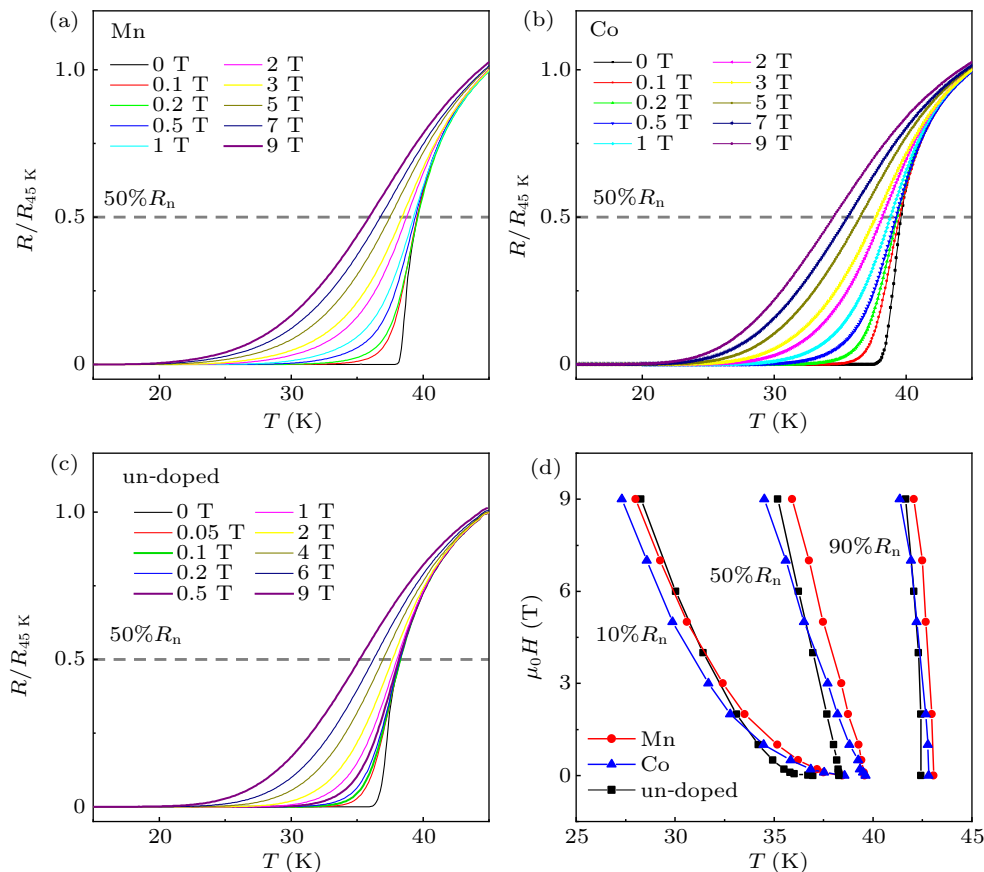 (a)
Mn
0 T
0.1 T
0.2 T
0.5 T
1 T
2 T
3 T
5 T
7 T
9 T
1.0
0.5
0
50%Rn
R/R45 K
20
30
40
T (K)
(b)
Co
0 T
0.1 T
0.2 T
0.5 T
1 T
2 T
3 T
5 T
7 T
9 T
1.0
0.5
0
50%Rn
R/R45 K
20
30
40
T (K)
(c)
un-doped
0 T
0.05 T
0.1 T
0.2 T
0.5 T
1 T
2 T
4 T
6 T
9 T
1.0
0.5
0
50%Rn
R/R45 K
20
30
40
T (K)
(d)
9
6
3
0
μ0H (T)
90%Rn
50%Rn
10%Rn
Mn
Co
un-doped
25
30
35
40
45
T (K)